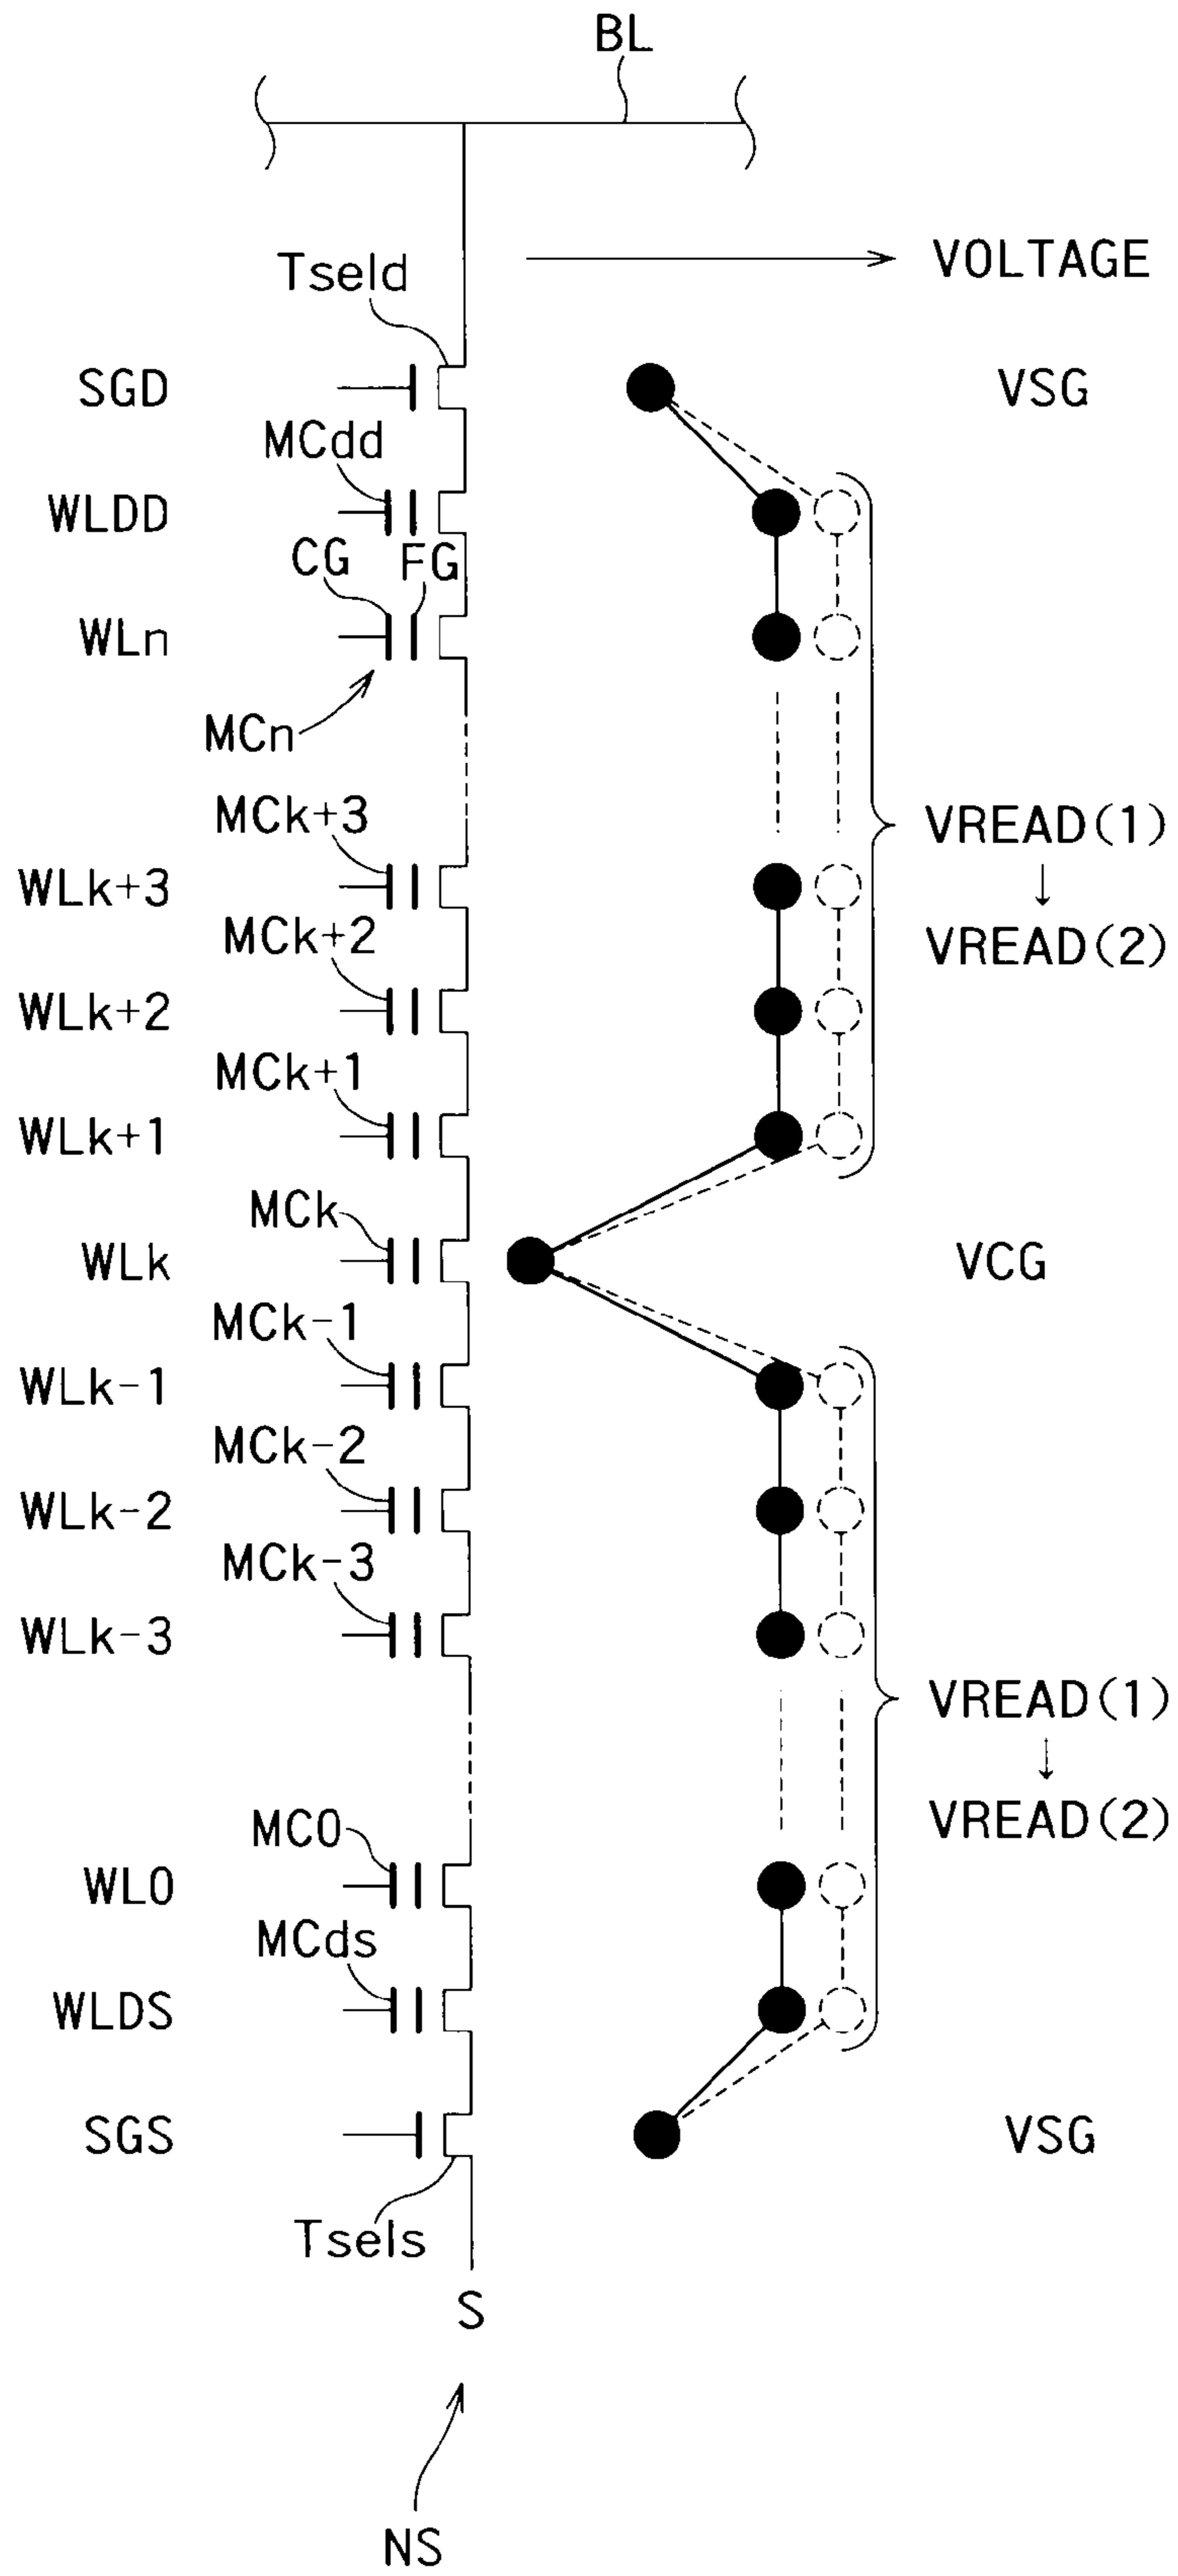 BL
VOLTAGE
Tseld
SGD
VSG
MCdd
WLDD
CG FG
WLn
MCn
MCk+3
VREAD(1)
↓
WLk+3
MCk+2
VREAD(2)
WLk+2
MCk+1
WLk+1
MCk
WLk
VCG
MCk-1
WLk-1
MCk-2
WLk-2
MCk-3
WLk-3
VREAD(1)
↓
VREAD(2)
MC0
WL0
MCds
WLDS
SGS
VSG
Tsels
S
NS